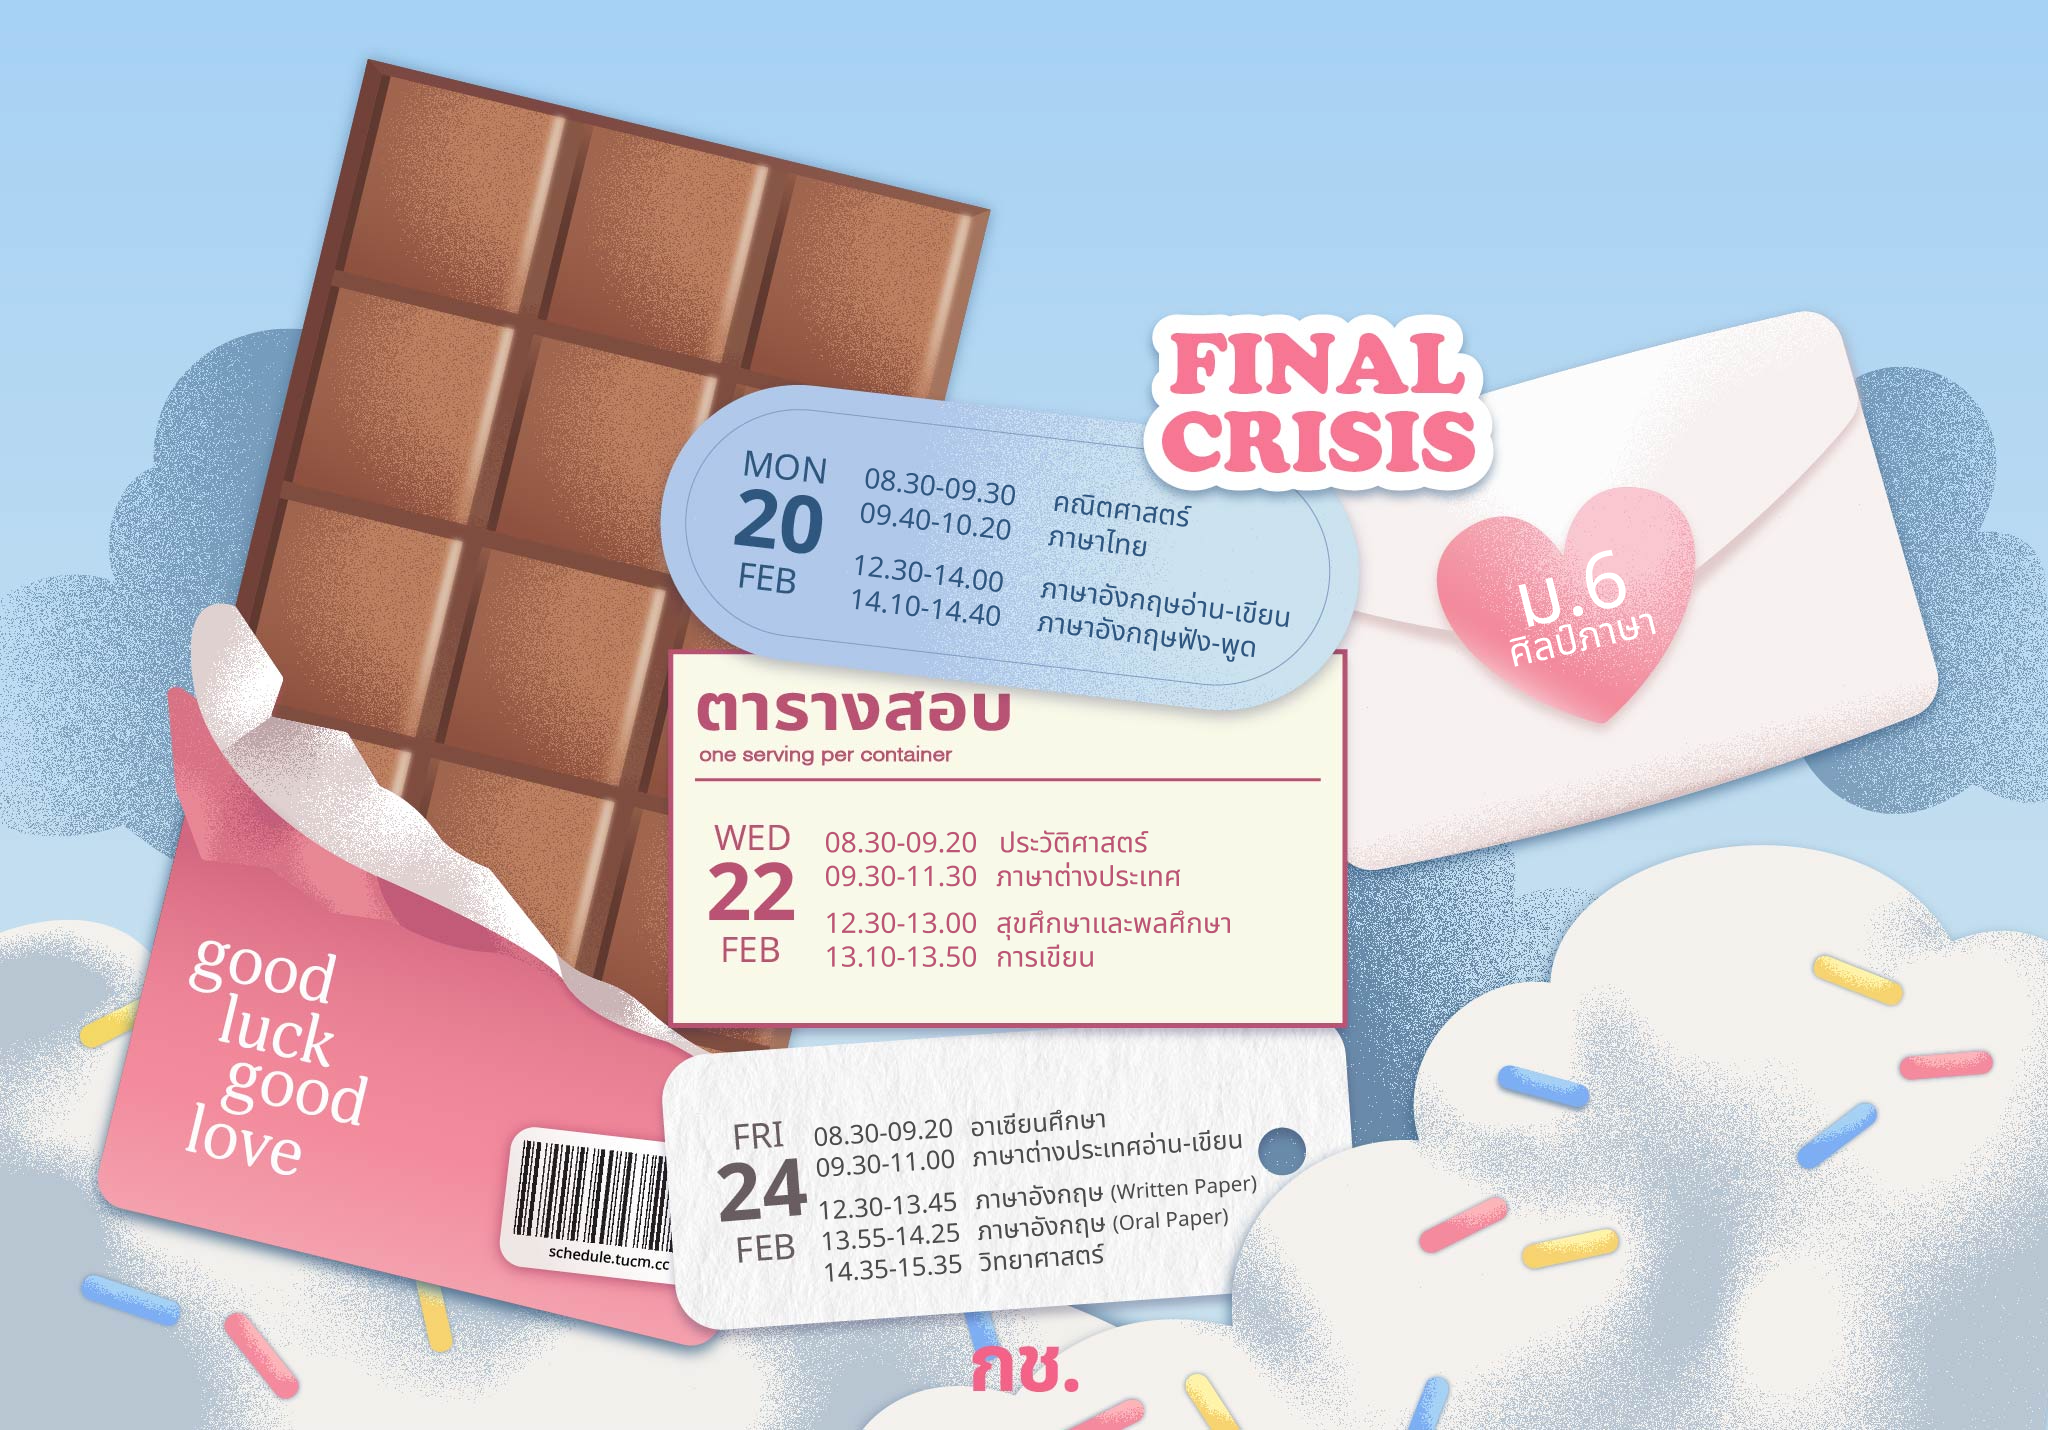 FINAL
CRISIS
ม.6
ศิลป์ภาษา
MON
20
FEB
08.30-09.30 คณิตศาสตร์
09.40-10.20 ภาษาไทย
12.30-14.00 ภาษาอังกฤษอ่าน-เขียน
14.10-14.40 ภาษาอังกฤษฟัง-พูด
ตารางสอบ
one serving per container
WED
22
FEB
08.30-09.20 ประวัติศาสตร์
09.30-11.30 ภาษาต่างประเทศ
12.30-13.00 สุขศึกษาและพลศึกษา
13.10-13.50 การเขียน
FRI
24
FEB
08.30-09.20 อาเซียนศึกษา
09.30-11.00 ภาษาต่างประเทศอ่าน-เขียน
12.30-13.45 ภาษาอังกฤษ (Written Paper)
13.55-14.25 ภาษาอังกฤษ (Oral Paper)
14.35-15.35 วิทยาศาสตร์
good
luck
good
love
schedule.tucm.cc
กช.